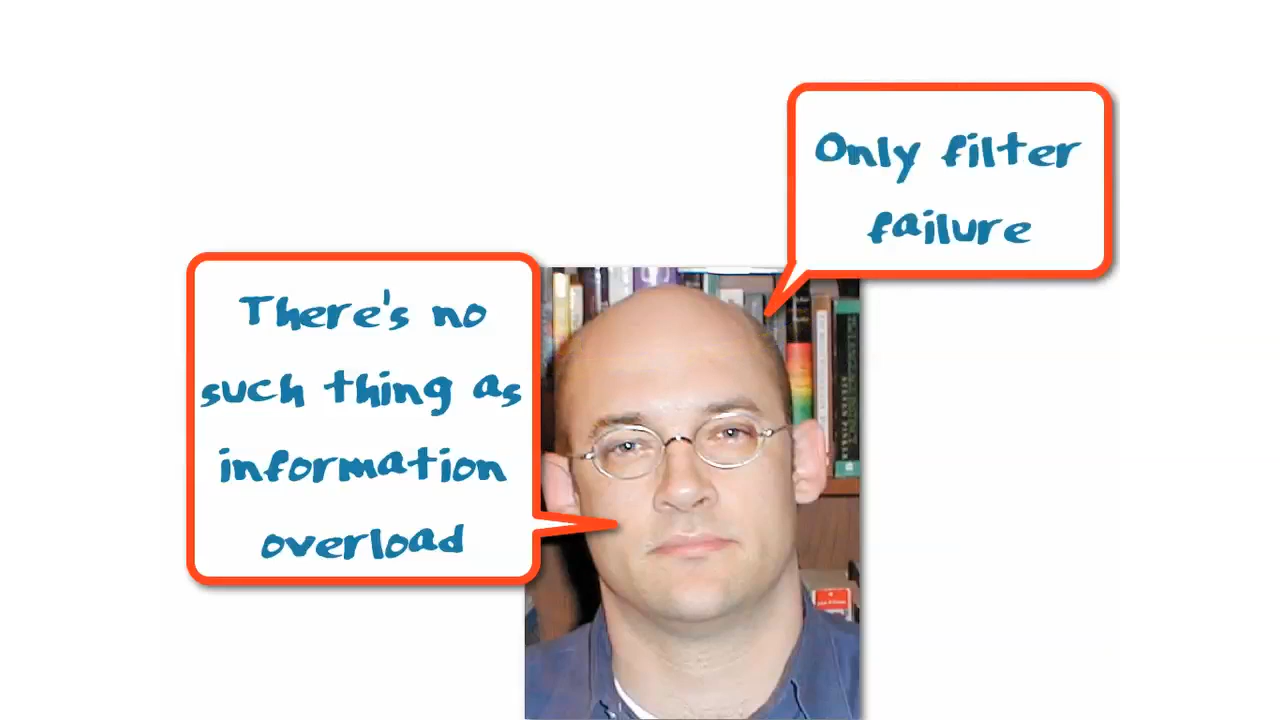 There's no
such thing as
information
overload
Only filter
failure